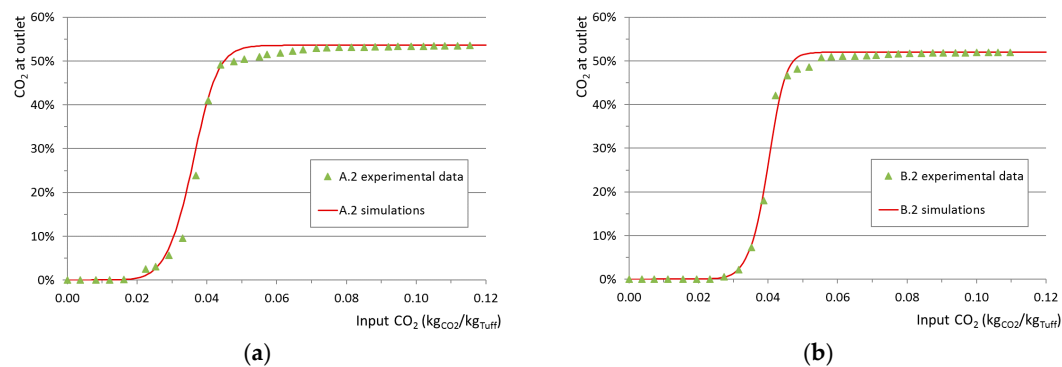 60%
50%
40%
30%
20%
10%
0%
CO2 at outlet
A.2 experimental data
A.2 simulations
0.00 0.02 0.04 0.06 0.08 0.10 0.12
Input CO2 (kgCO2/kgTuff)
(a)
60%
50%
40%
30%
20%
10%
0%
CO2 at outlet
B.2 experimental data
B.2 simulations
0.00 0.02 0.04 0.06 0.08 0.10 0.12
Input CO2 (kgCO2/kgTuff)
(b)